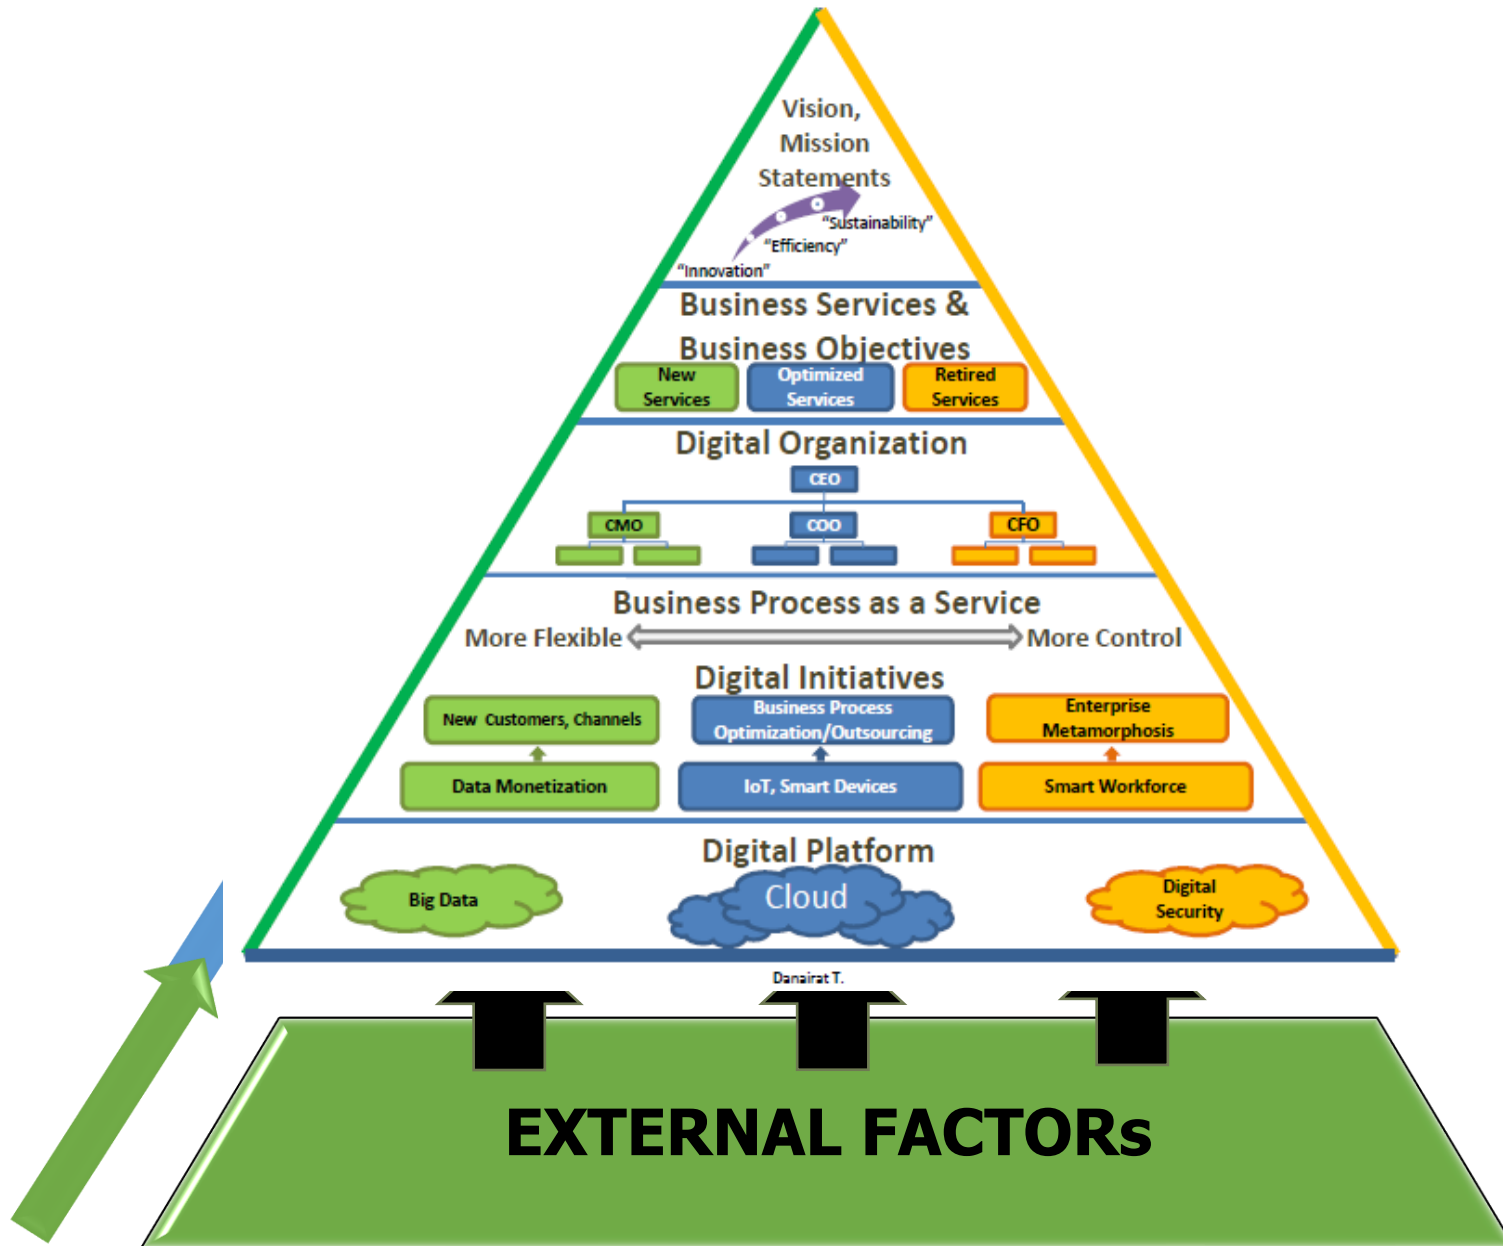 Vision,
Mission
Statements
“Sustainability”
“Efficiency”
“Innovation”
Business Services &
Business Objectives
New
Services
Optimized
Services
Retired
Services
Digital Organization
CEO
CMO
COO
CFO
Business Process as a Service
More Flexible
More Control
Digital Initiatives
New Customers, Channels
Business Process
Optimization/Outsourcing
Enterprise
Metamorphosis
Data Monetization
IoT, Smart Devices
Smart Workforce
Digital Platform
Big Data
Cloud
Digital
Security
Danairat T.
EXTERNAL FACTORs